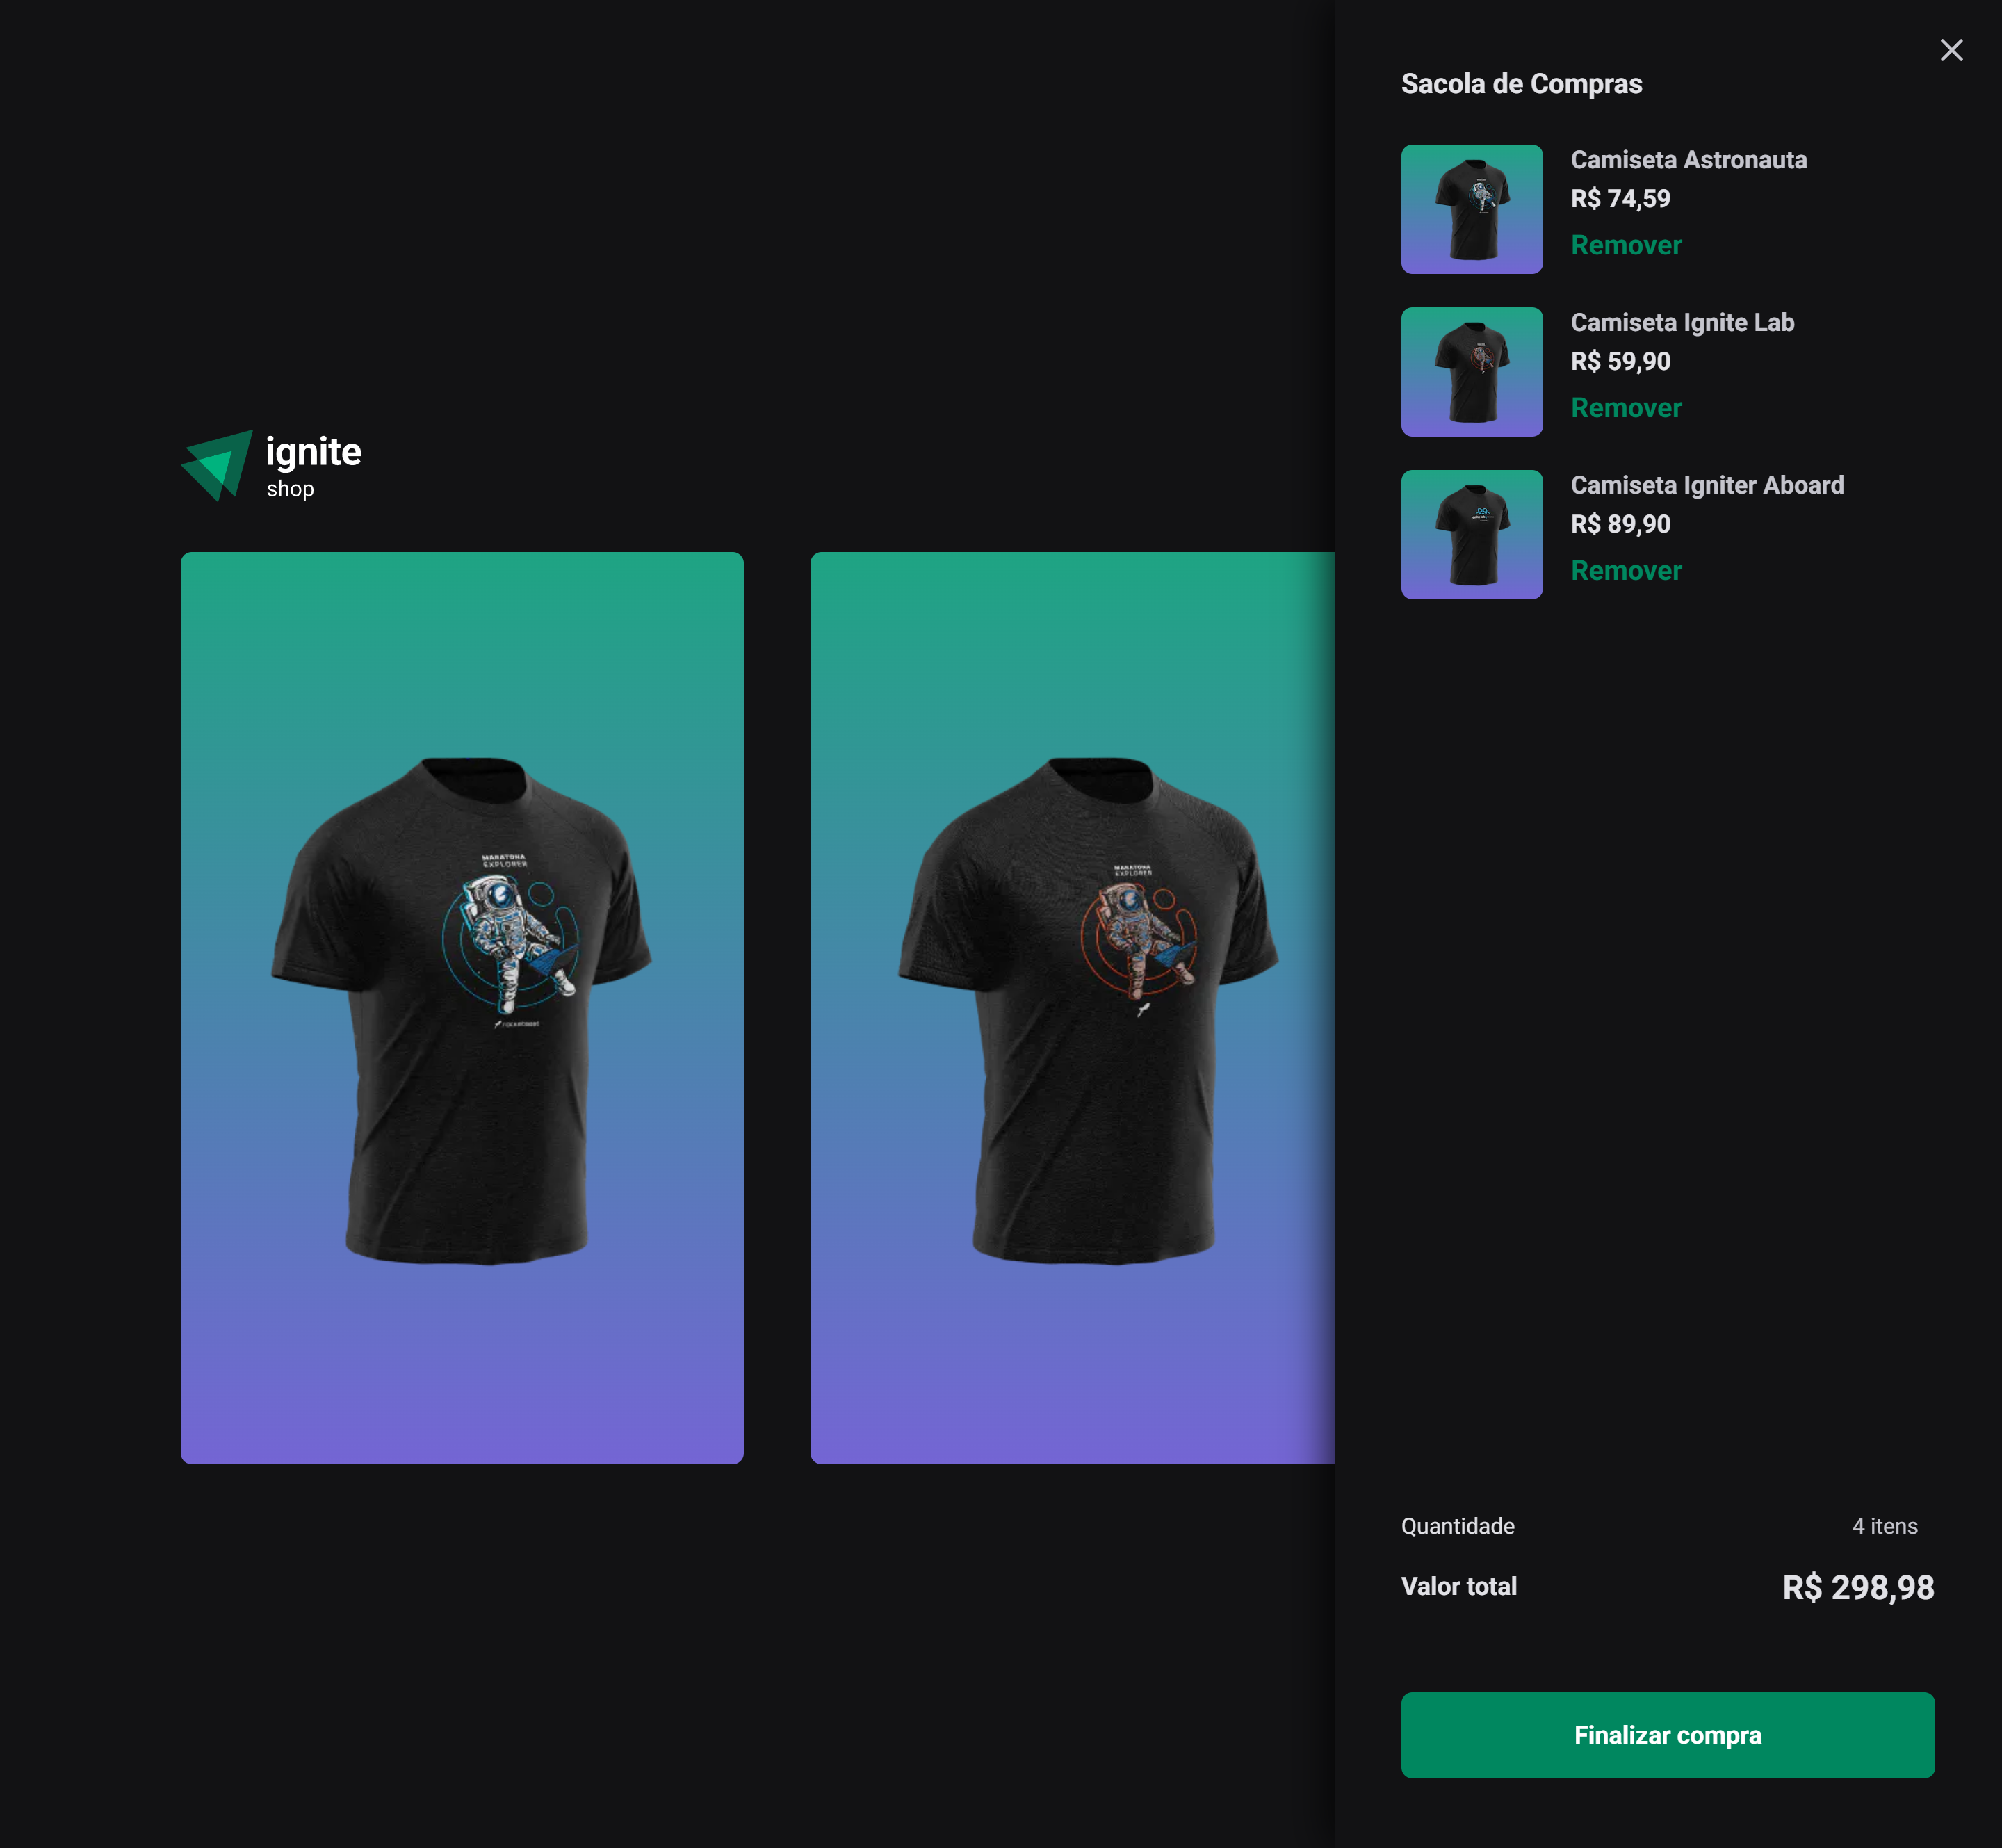 ignite
shop
MARATONA
EXPLORER
MARATONA
EXPLORER
Sacola de Compras
Camiseta Astronauta
R$ 74,59
Remover
Camiseta Ignite Lab
R$ 59,90
Remover
Camiseta Igniter Aboard
R$ 89,90
Remover
Quantidade
4 itens
Valor total
R$ 298,98
Finalizar compra